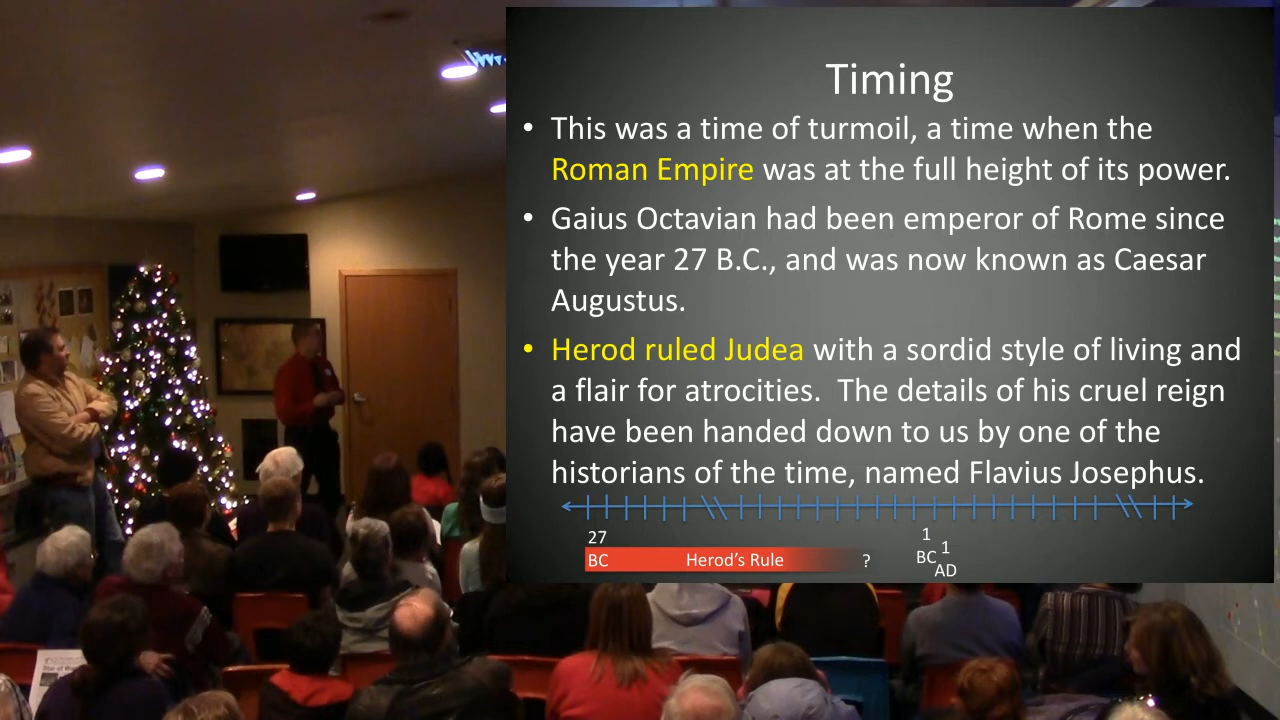 Timing
• This was a time of turmoil, a time when the
Roman Empire was at the full height of its power.
• Gaius Octavian had been emperor of Rome since
the year 27 B.C., and was now known as Caesar
Augustus.
• Herod ruled Judea with a sordid style of living and
a flair for atrocities.  The details of his cruel reign
have been handed down to us by one of the
historians of the time, named Flavius Josephus.
27
BC
Herod's Rule
?
1
BC
1
AD